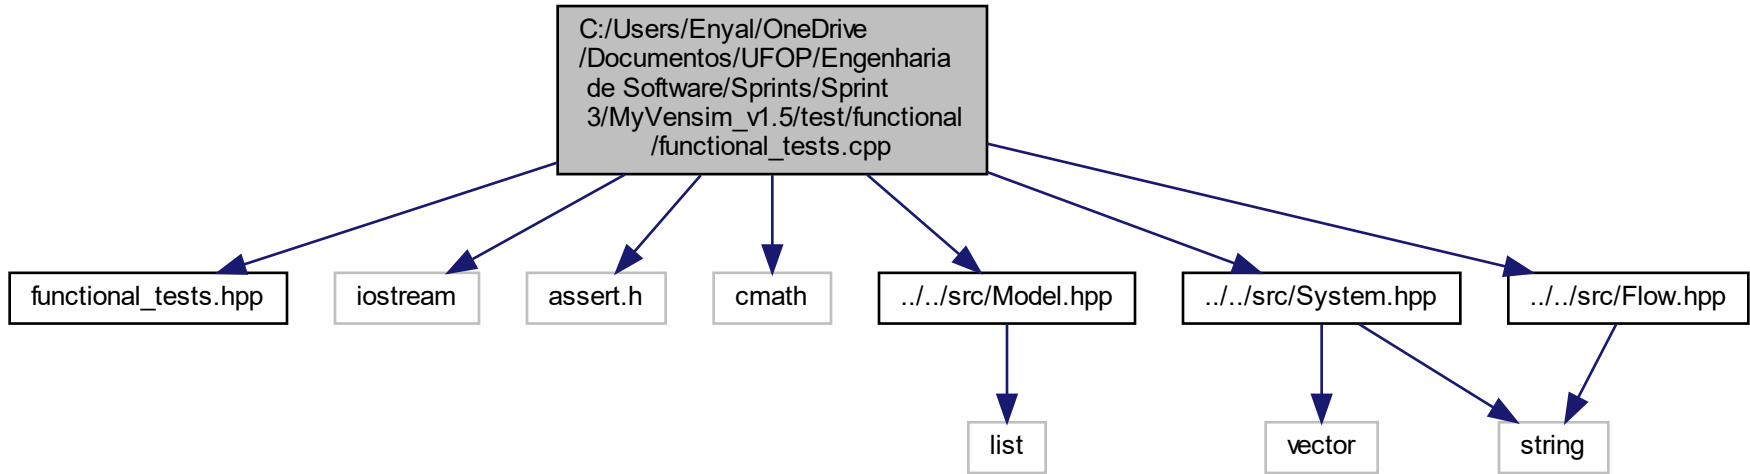 C:/Users/Enyal/OneDrive
/Documentos/UFOP/Engenharia
de Software/Sprints/Sprint
3/MyVensim_v1.5/test/functional
/functional_tests.cpp
functional_tests.hpp
iostream
assert.h
cmath
../../src/Model.hpp
../../src/System.hpp
../../src/Flow.hpp
list
vector
string